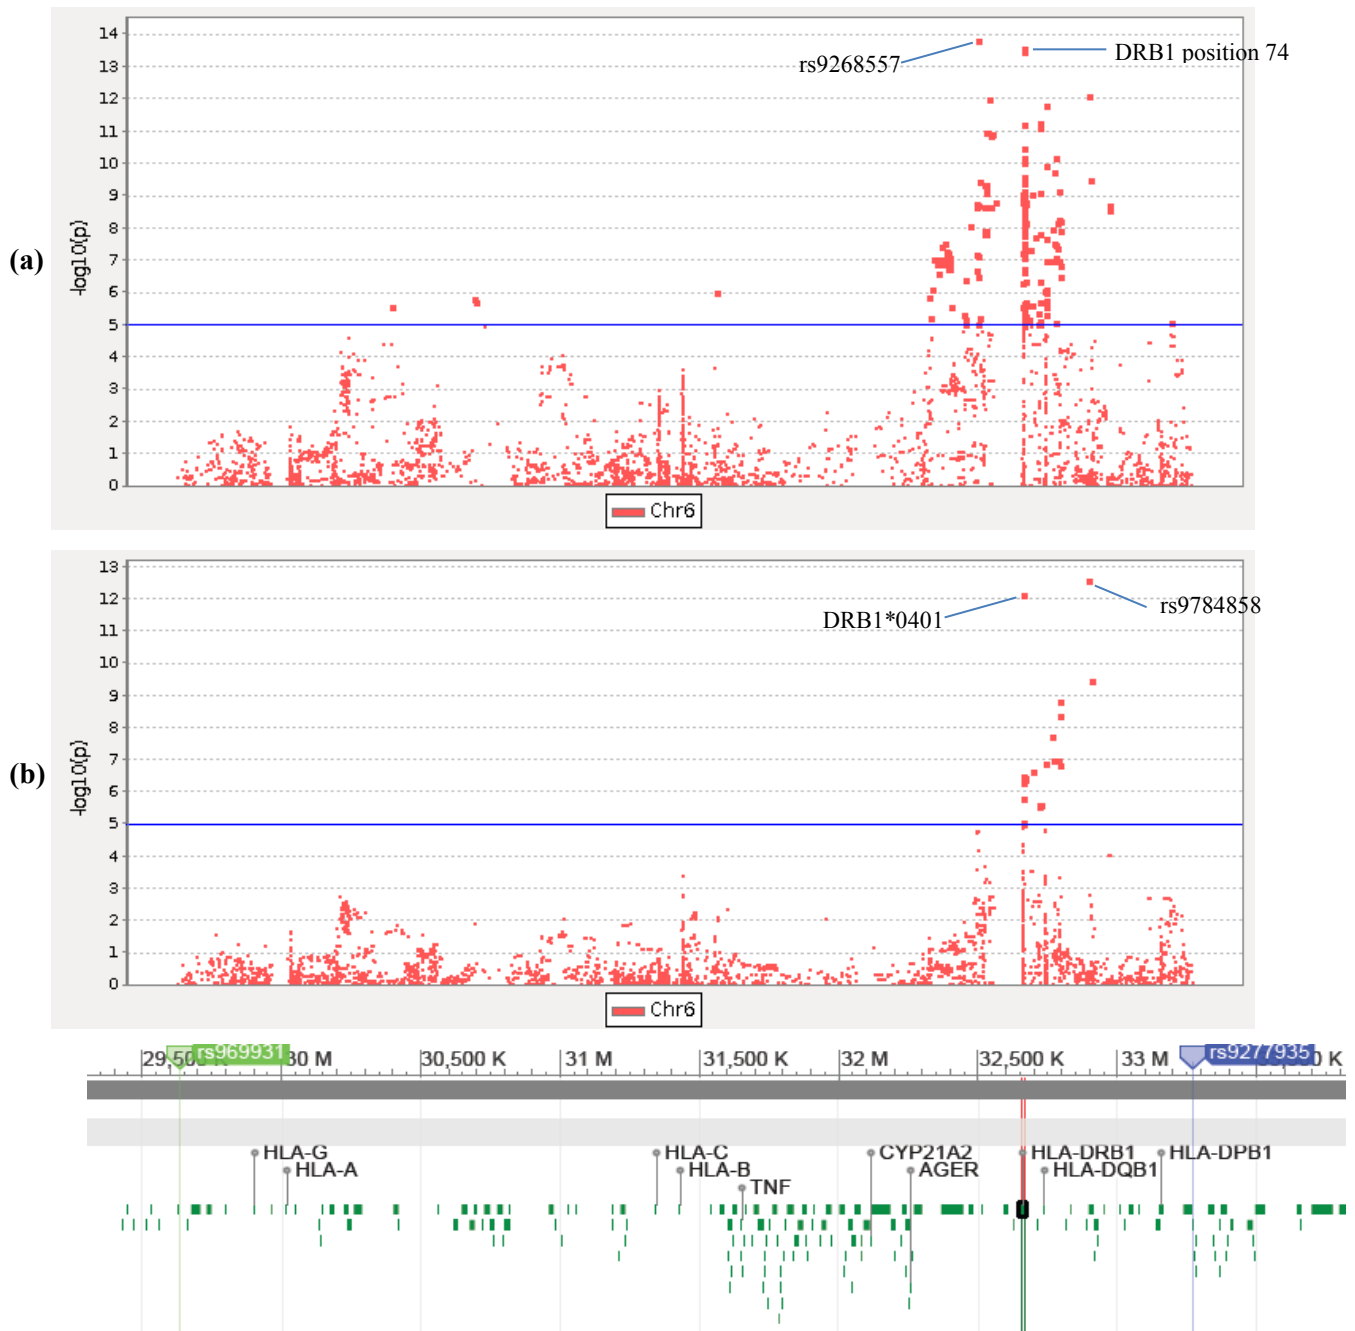 14
13
12
11
10
9
8
7
6
5
4
3
2
1
0
-log10(p)
(a)
rs9268557
DRB1 position 74
Chr6
13
12
11
10
9
8
7
6
5
4
3
2
1
0
-log10(p)
(b)
DRB1*0401
rs9784858
Chr6
rs969931
rs9277935
30 M
30,500 K
31 M
31,500 K
32 M
32,500 K
33 M
HLA-G
HLA-A
HLA-C
HLA-B
TNF
CYP21A2
AGER
HLA-DRB1
HLA-DQB1
HLA-DPB1